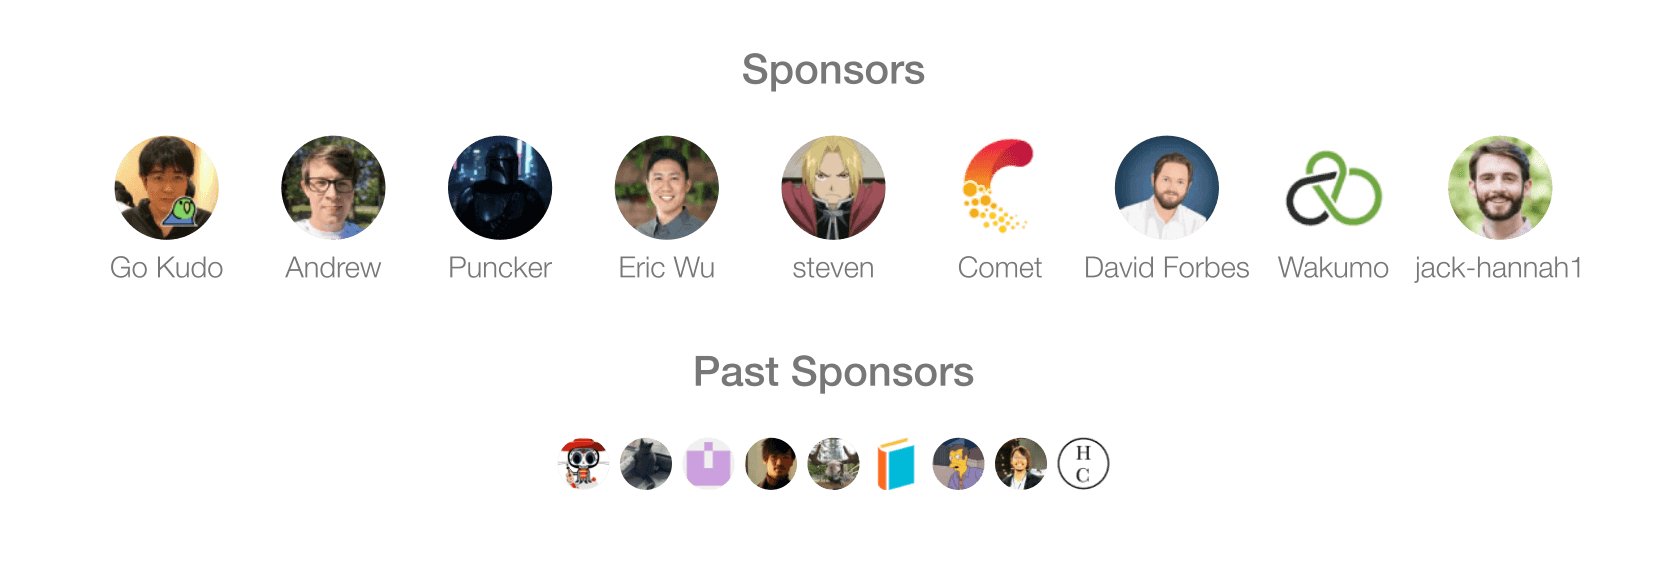 Sponsors
Go Kudo Andrew Puncker Eric Wu steven Comet David Forbes Wakumo jack-hannah1
Past Sponsors
H
C